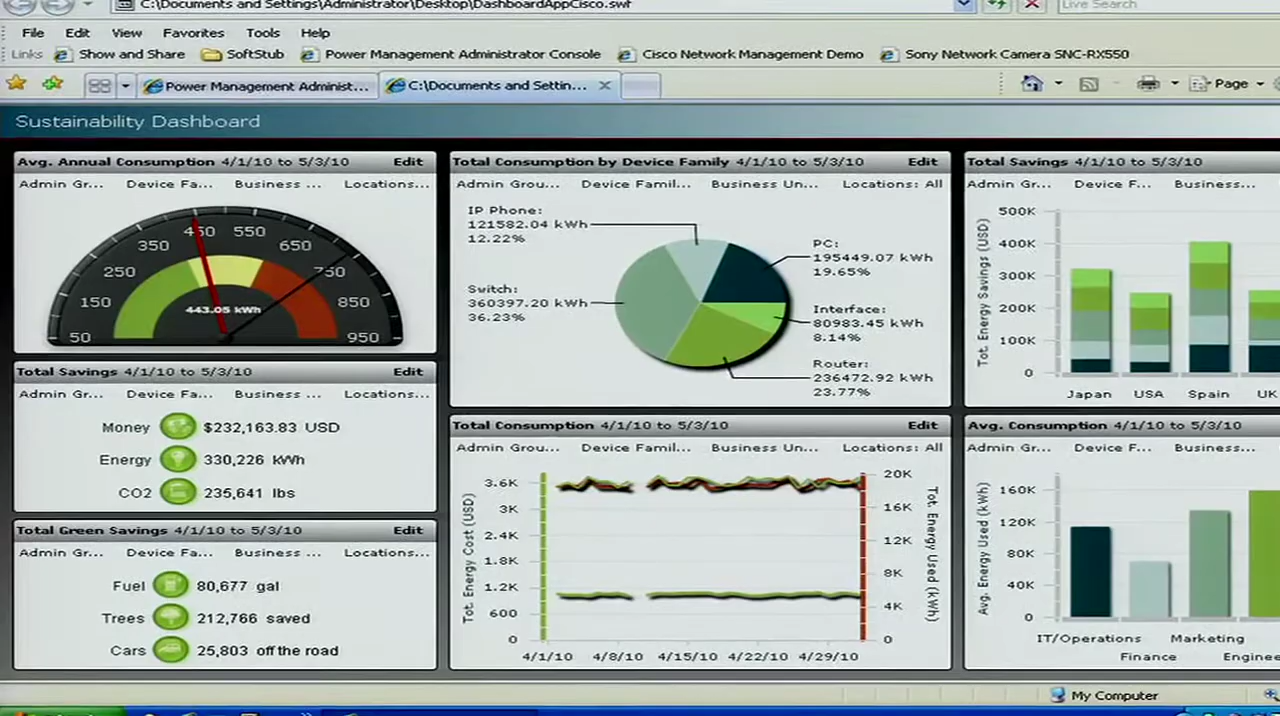 C:\Documents and Settings\Administrator\Desktop\DashboardAppCisco.swf
Live Search
File Edit View Favorites Tools Help
Links Show and Share SoftStub Power Management Administrator Console Cisco Network Management Demo Sony Network Camera SNC-RX550
Power Management Administ... C:\Documents and Settin... Page
Sustainability Dashboard
Avg. Annual Consumption 4/1/10 to 5/3/10 Edit
Admin Gr... Device Fa... Business ... Locations...
50 150 250 350 450 550 650 750 850 950
443.05 kWh
Total Savings 4/1/10 to 5/3/10 Edit
Admin Gr... Device Fa... Business ... Locations...
Money $232,163.83 USD
Energy 330,226 kWh
CO2 235,641 lbs
Total Green Savings 4/1/10 to 5/3/10 Edit
Admin Gr... Device Fa... Business ... Locations...
Fuel 80,677 gal
Trees 212,766 saved
Cars 25,803 off the road
Total Consumption by Device Family 4/1/10 to 5/3/10 Edit
Admin Grou... Device Famil... Business Un... Locations: All
IP Phone:
121582.04 kWh
12.22%
PC:
195449.07 kWh
19.65%
Switch:
360397.20 kWh
36.23%
Interface:
80983.45 kWh
8.14%
Router:
236472.92 kWh
23.77%
Total Consumption 4/1/10 to 5/3/10 Edit
Admin Grou... Device Famil... Business Un... Locations: All
Tot. Energy Cost (USD)
3.6K
3K
2.4K
1.8K
1.2K
600
0
20K
16K
12K
8K
4K
0
Tot. Energy Used (kWh)
4/1/10 4/8/10 4/15/10 4/22/10 4/29/10
Total Savings 4/1/10 to 5/3/10
Admin Gr... Device F... Business...
Tot. Energy Savings (USD)
500K
400K
300K
200K
100K
0
Japan USA Spain UK
Avg. Consumption 4/1/10 to 5/3/10
Admin Gr... Device F... Business...
Avg. Energy Used (kWh)
160K
120K
80K
40K
0
IT/Operations Marketing
Finance Engine
My Computer